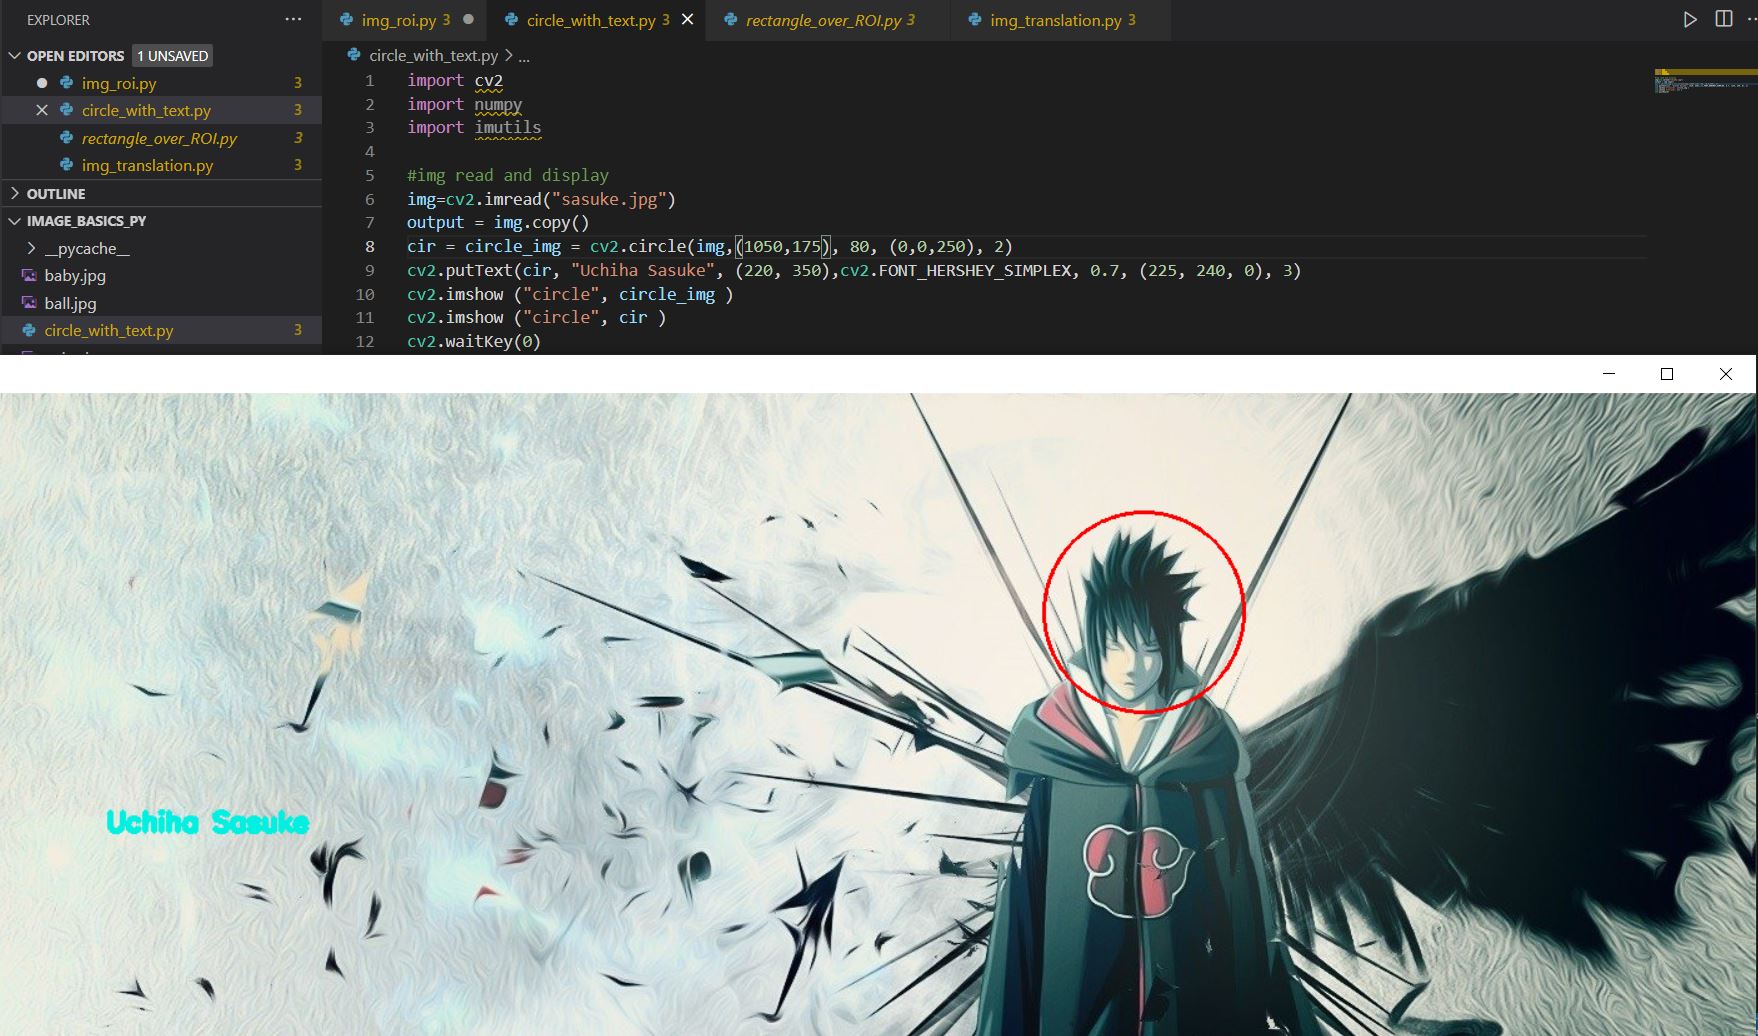 EXPLORER
OPEN EDITORS 1 UNSAVED
img_roi.py 3
circle_with_text.py 3
rectangle_over_ROI.py 3
img_translation.py 3
OUTLINE
IMAGE_BASICS_PY
__pycache__
baby.jpg
ball.jpg
circle_with_text.py 3
img_roi.py 3 circle_with_text.py 3 rectangle_over_ROI.py 3 img_translation.py 3
circle_with_text.py > ...
1 import cv2
2 import numpy
3 import imutils
4
5 #img read and display
6 img=cv2.imread("sasuke.jpg")
7 output = img.copy()
8 cir = circle_img = cv2.circle(img,(1050,175), 80, (0,0,250), 2)
9 cv2.putText(cir, "Uchiha Sasuke", (220, 350),cv2.FONT_HERSHEY_SIMPLEX, 0.7, (225, 240, 0), 3)
10 cv2.imshow ("circle", circle_img )
11 cv2.imshow ("circle", cir )
12 cv2.waitKey(0)
Uchiha Sasuke